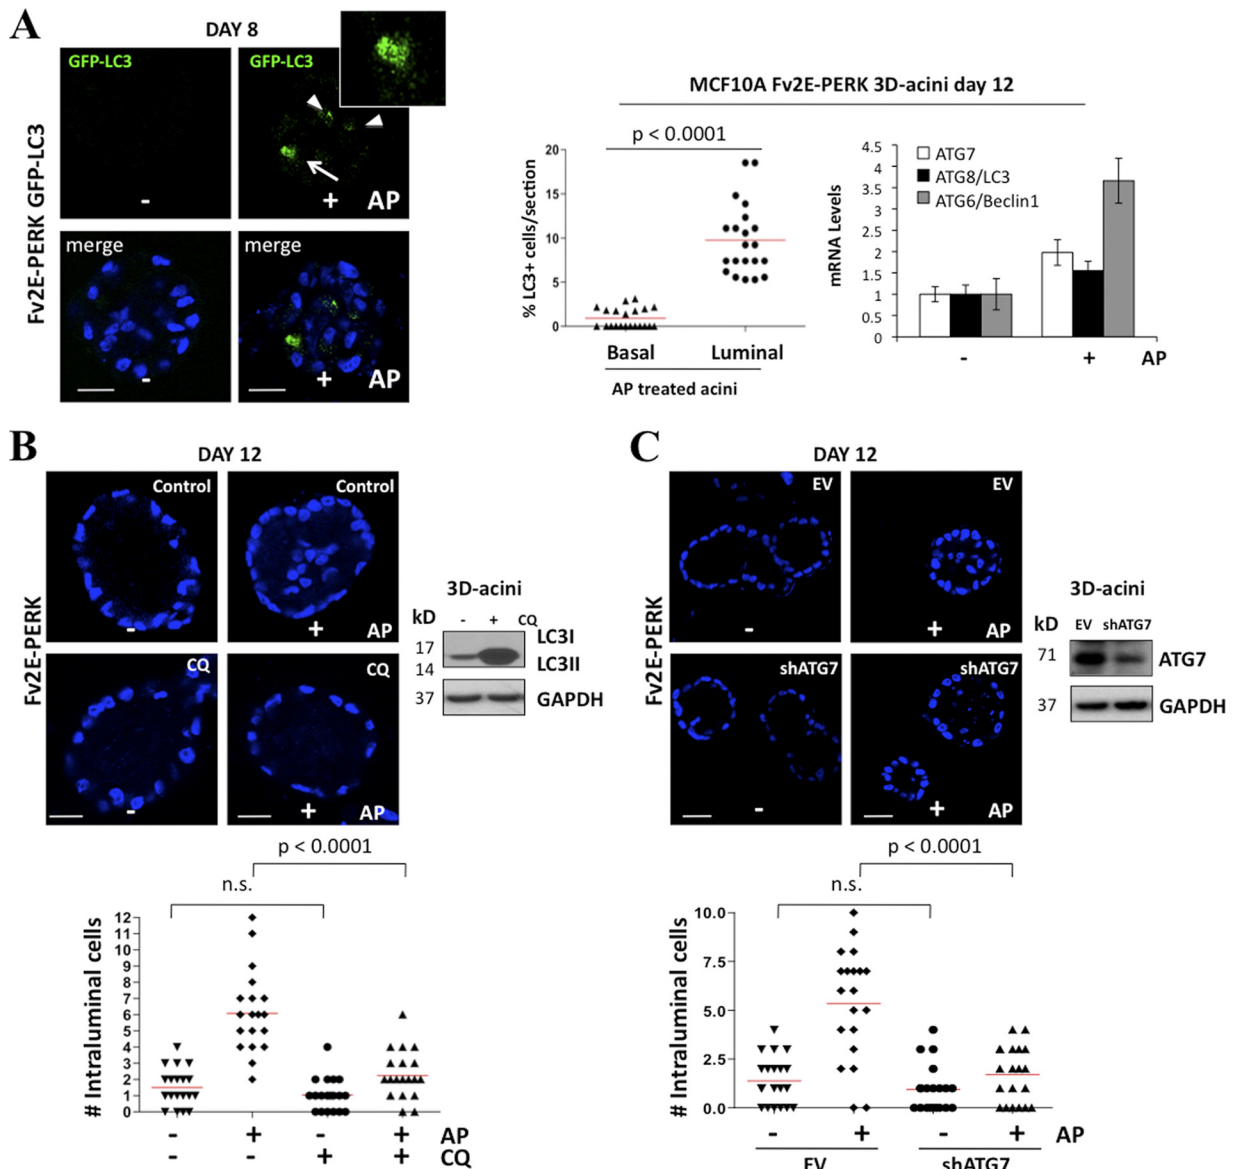 A
DAY 8
GFP-LC3
GFP-LC3
-
+ AP
merge
merge
-
+ AP
Fv2E-PERK GFP-LC3
MCF10A Fv2E-PERK 3D-acini day 12
p < 0.0001
% LC3+ cells/section
20
15
10
5
0
Basal Luminal
AP treated acini
mRNA Levels
4.5
4
3.5
3
2.5
2
1.5
1
0.5
0
ATG7
ATG8/LC3
ATG6/Beclin1
- + AP
B
DAY 12
Fv2E-PERK
Control
Control
-
+ AP
CQ
CQ
-
+ AP
3D-acini
kD - + CQ
17 LC3I
14 LC3II
37 GAPDH
p < 0.0001
n.s.
# Intraluminal cells
12
11
10
9
8
7
6
5
4
3
2
1
0
- + - + AP
- - + + CQ
C
DAY 12
Fv2E-PERK
EV
EV
-
+ AP
shATG7
shATG7
-
+ AP
3D-acini
kD EV shATG7
71 ATG7
37 GAPDH
p < 0.0001
n.s.
# Intraluminal cells
10.0
7.5
5.0
2.5
0.0
- + - + AP
EV shATG7